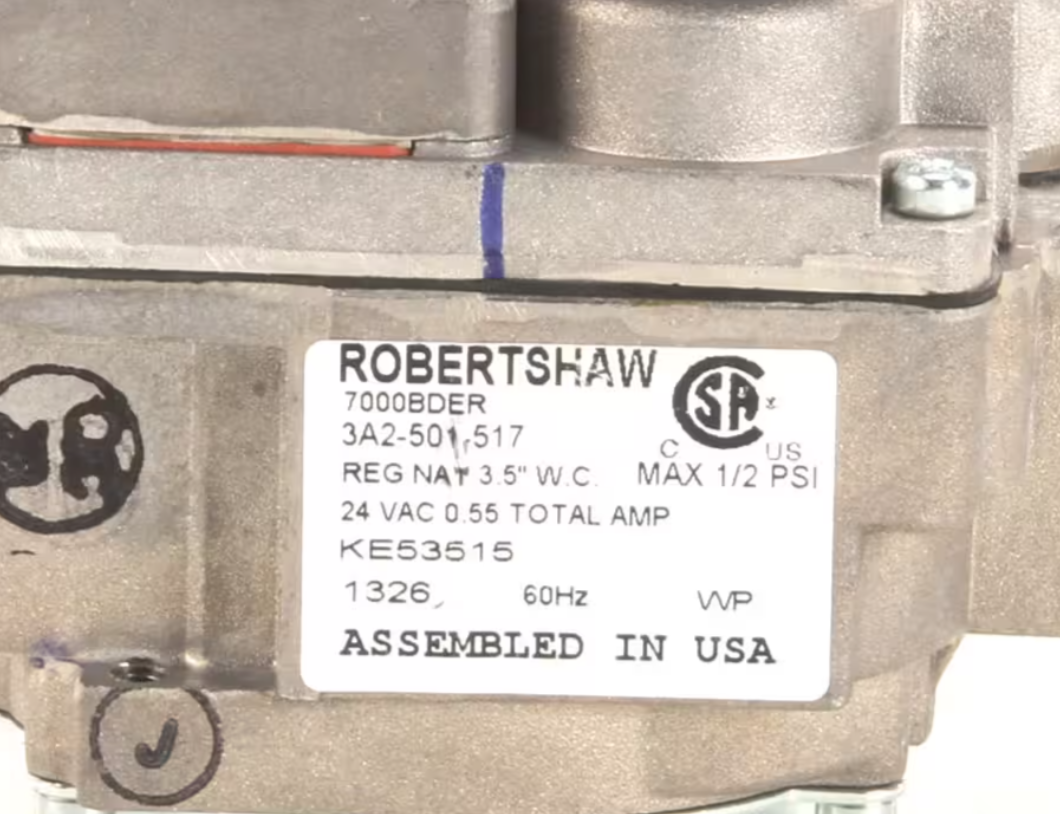 ROBERTSHAW
7000BDER
3A2-501-517
REG NAT 3.5" W.C. MAX 1/2 PSI
CSA
C US
24 VAC 0.55 TOTAL AMP
KE53515
1326 60Hz WP
ASSEMBLED IN USA
J